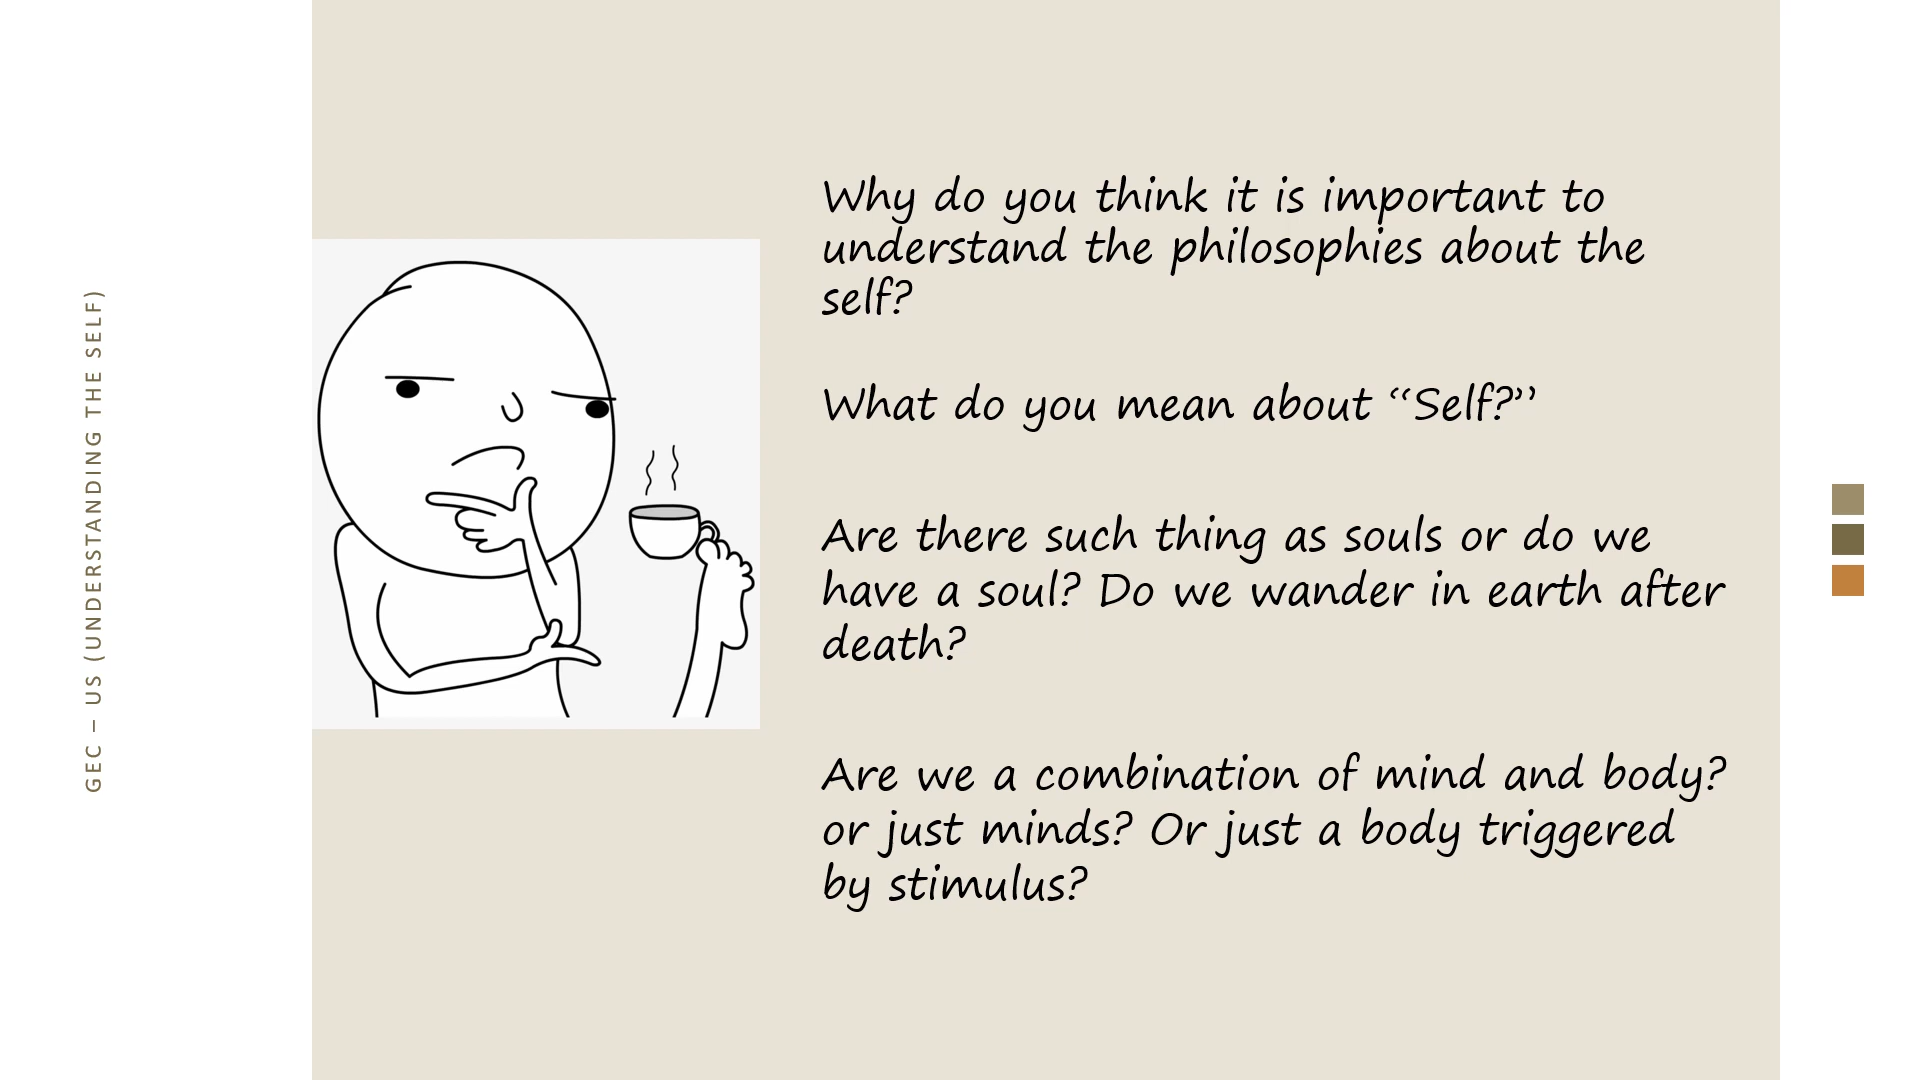 GEC – US (UNDERSTANDING THE SELF)
Why do you think it is important to
understand the philosophies about the
self?
What do you mean about “Self?”
Are there such thing as souls or do we
have a soul? Do we wander in earth after
death?
Are we a combination of mind and body?
or just minds? Or just a body triggered
by stimulus?